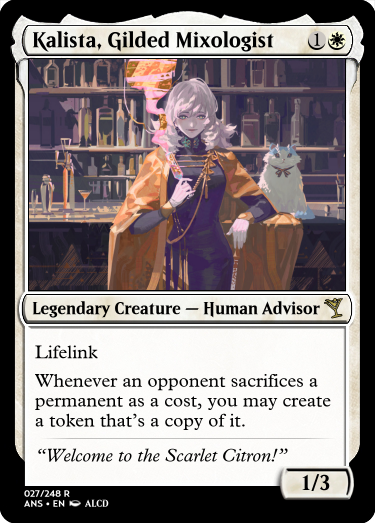 Kalista, Gilded Mixologist 1
Legendary Creature — Human Advisor
Lifelink
Whenever an opponent sacrifices a
permanent as a cost, you may create
a token that's a copy of it.
“Welcome to the Scarlet Citron!”
1/3
027/248 R
ANS • EN ALCD